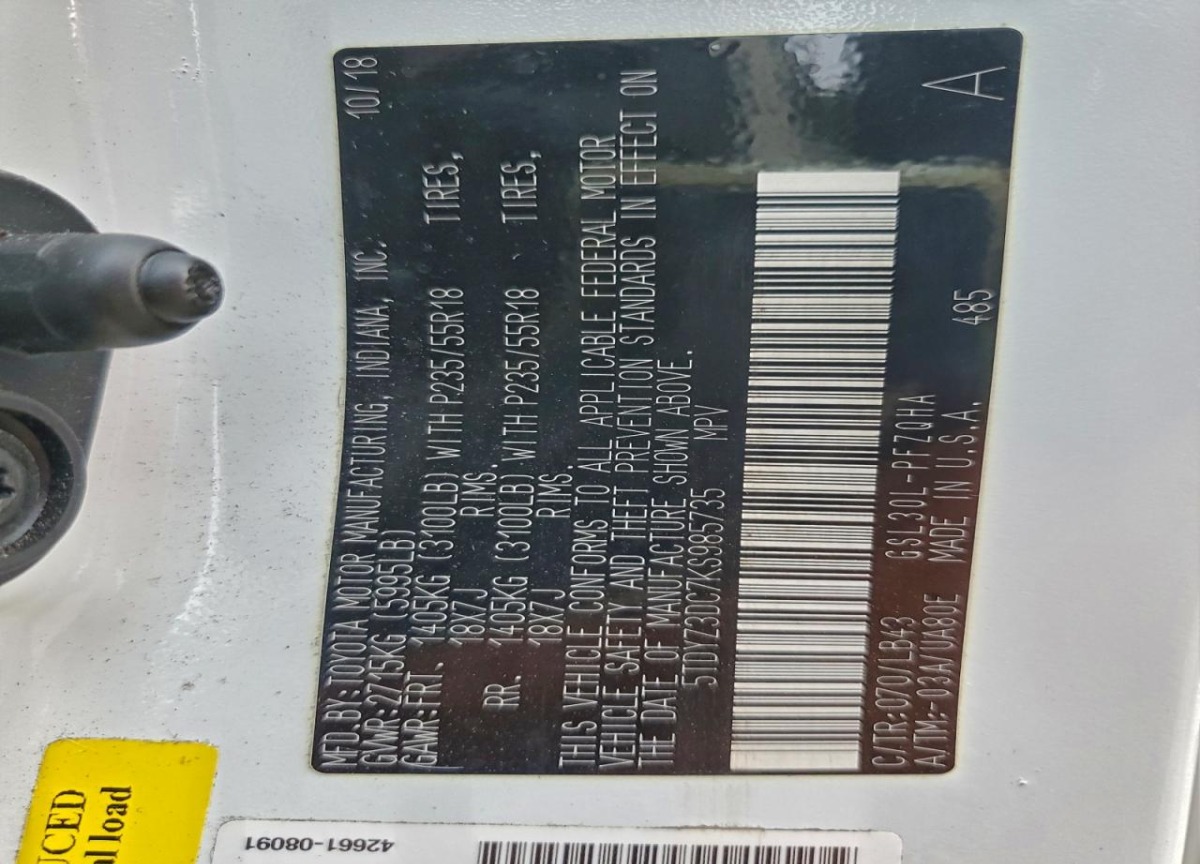 MFD.BY:TOYOTA MOTOR MANUFACTURING, INDIANA, INC. 10/18
GVWR:2715KG (5995LB)
GAWR:FRT. 1405KG (3100LB) WITH P235/55R18 TIRES,
18X7J RIMS.
RR. 1405KG (3100LB) WITH P235/55R18 TIRES,
18X7J RIMS.
THIS VEHICLE CONFORMS TO ALL APPLICABLE FEDERAL MOTOR
VEHICLE SAFETY AND THEFT PREVENTION STANDARDS IN EFFECT ON
THE DATE OF MANUFACTURE SHOWN ABOVE.
5TDYZ3DC7KS985735 MPV
C/TR:070/LB43 GSL30L-PFZQHA
A/TM:-03A/UA80E MADE IN U.S.A. 485 A
UCED
al load
42661-08091